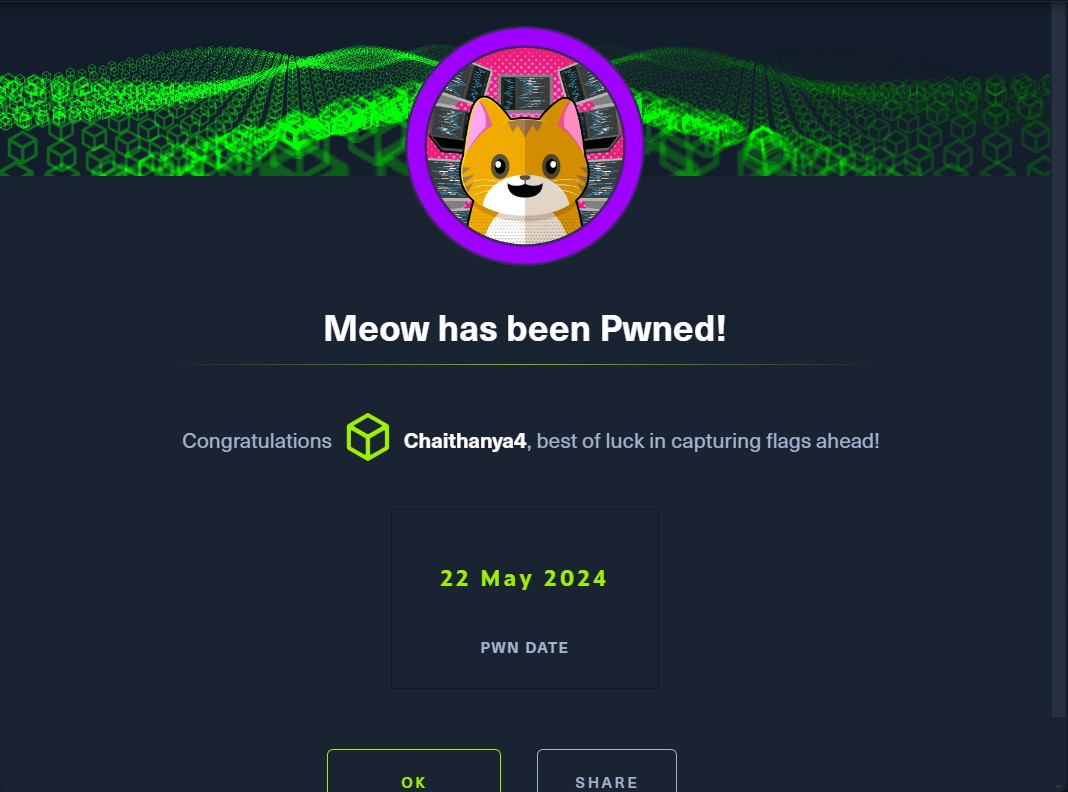 Meow has been Pwned!
Congratulations Chaithanya4, best of luck in capturing flags ahead!
22 May 2024
PWN DATE
OK SHARE